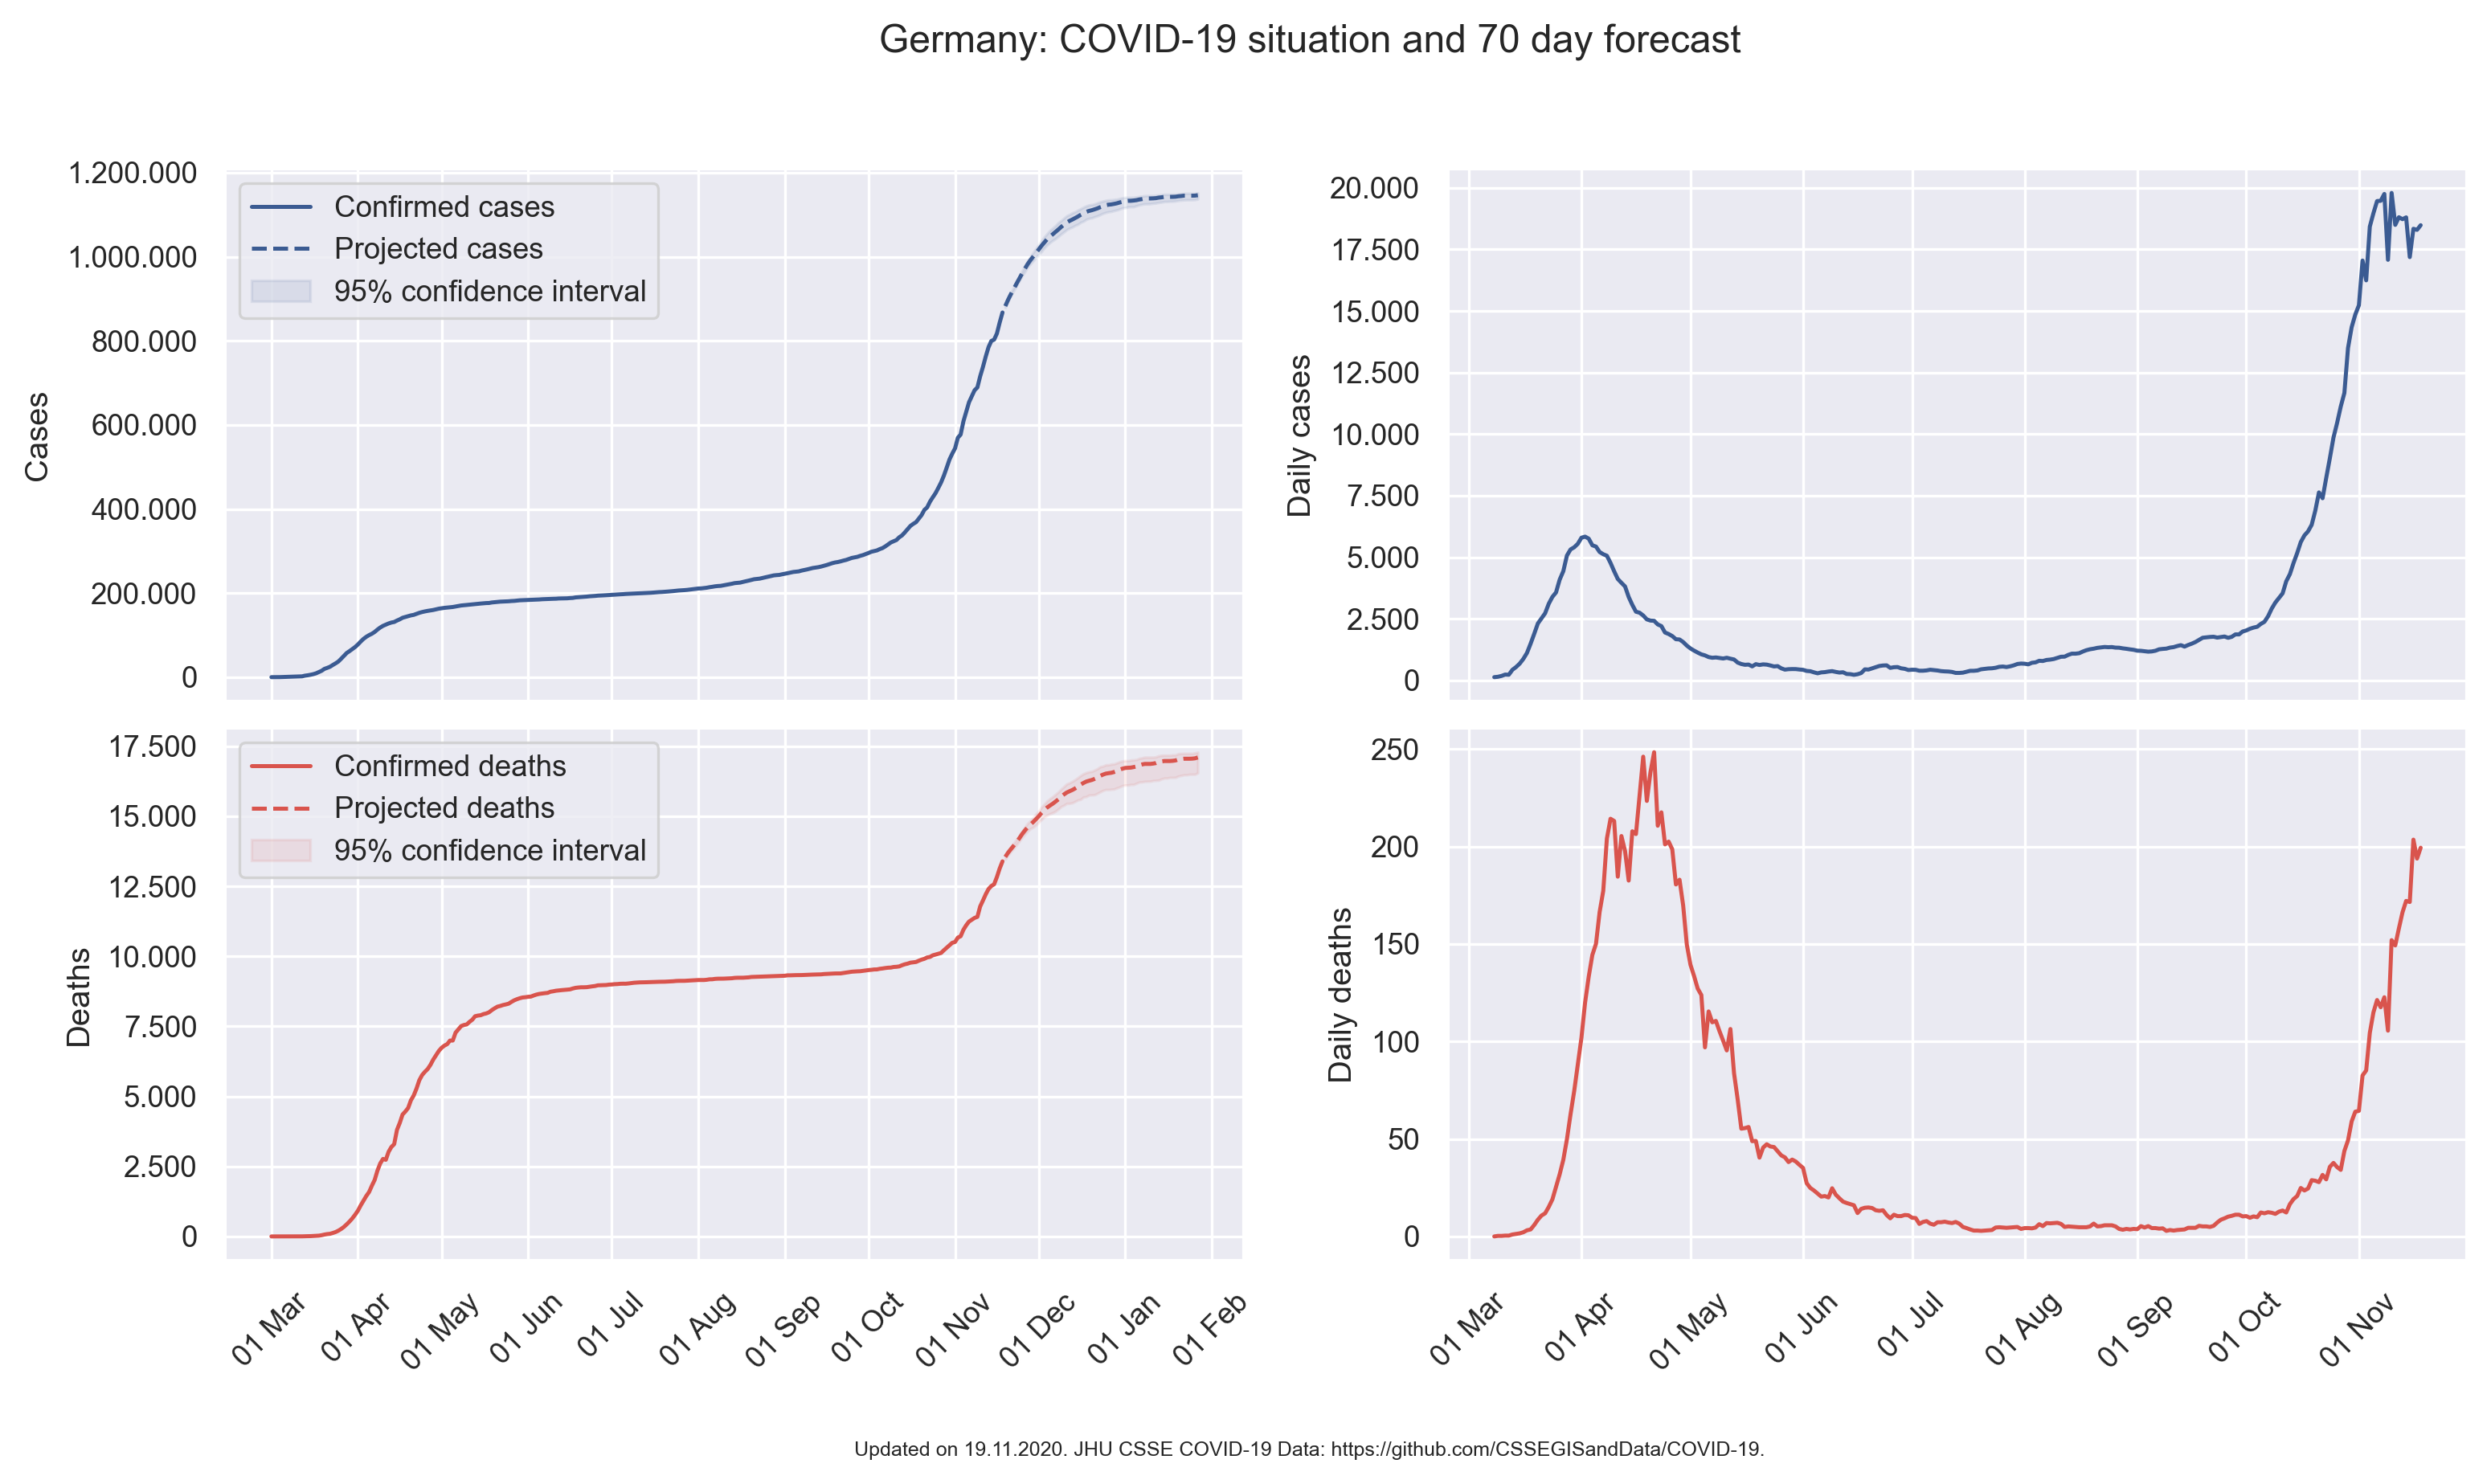 Germany: COVID-19 situation and 70 day forecast
1.200.000
1.000.000
800.000
600.000
400.000
200.000
0
Cases
Confirmed cases
Projected cases
95% confidence interval
20.000
17.500
15.000
12.500
10.000
7.500
5.000
2.500
0
Daily cases
17.500
15.000
12.500
10.000
7.500
5.000
2.500
0
Deaths
Confirmed deaths
Projected deaths
95% confidence interval
01 Mar
01 Apr
01 May
01 Jun
01 Jul
01 Aug
01 Sep
01 Oct
01 Nov
01 Dec
01 Jan
01 Feb
250
200
150
100
50
0
Daily deaths
01 Mar
01 Apr
01 May
01 Jun
01 Jul
01 Aug
01 Sep
01 Oct
01 Nov
Updated on 19.11.2020. JHU CSSE COVID-19 Data: https://github.com/CSSEGISandData/COVID-19.